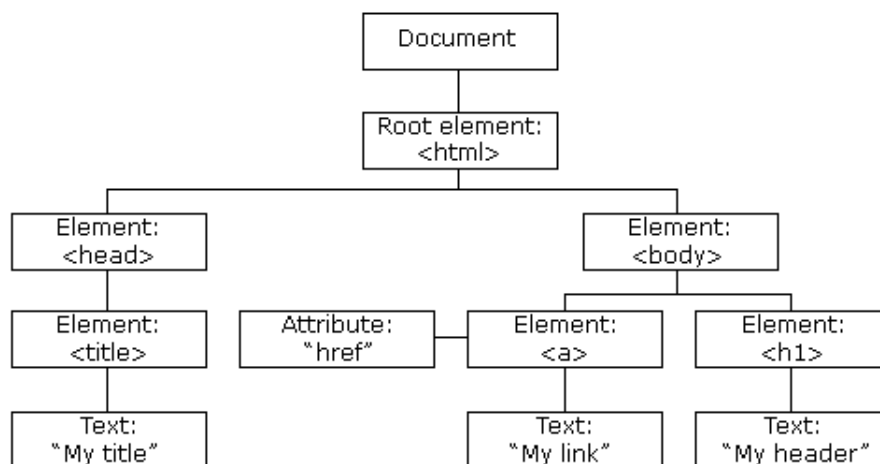 Document
Root element:
<html>
Element:
<head>
Element:
<body>
Element:
<title>
Attribute:
“href”
Element:
<a>
Element:
<h1>
Text:
“My title”
Text:
“My link”
Text:
“My header”